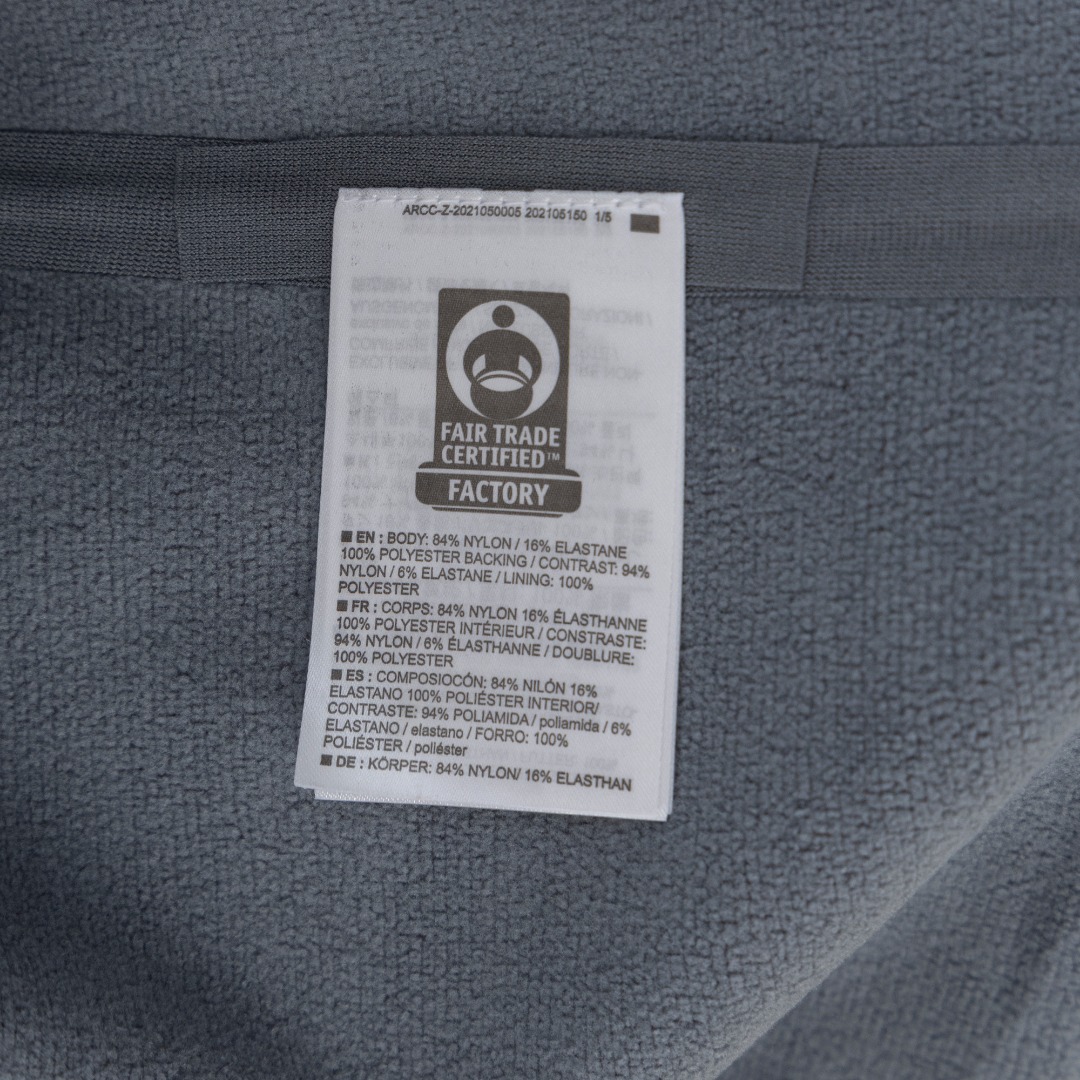 ARCC-Z-2021050005 202105150 1/5
FAIR TRADE
CERTIFIED™
FACTORY
■ EN : BODY: 84% NYLON / 16% ELASTANE
100% POLYESTER BACKING / CONTRAST: 94%
NYLON / 6% ELASTANE / LINING: 100%
POLYESTER
■ FR : CORPS: 84% NYLON 16% ÉLASTHANNE
100% POLYESTER INTÉRIEUR / CONSTRASTE:
94% NYLON / 6% ÉLASTHANNE / DOUBLURE:
100% POLYESTER
■ ES : COMPOSIOCÓN: 84% NILÓN 16%
ELASTANO 100% POLIÉSTER INTERIOR/
CONTRASTE: 94% POLIAMIDA / poliamida / 6%
ELASTANO / elastano / FORRO: 100%
POLIÉSTER / poliéster
■ DE : KÖRPER: 84% NYLON/ 16% ELASTHAN